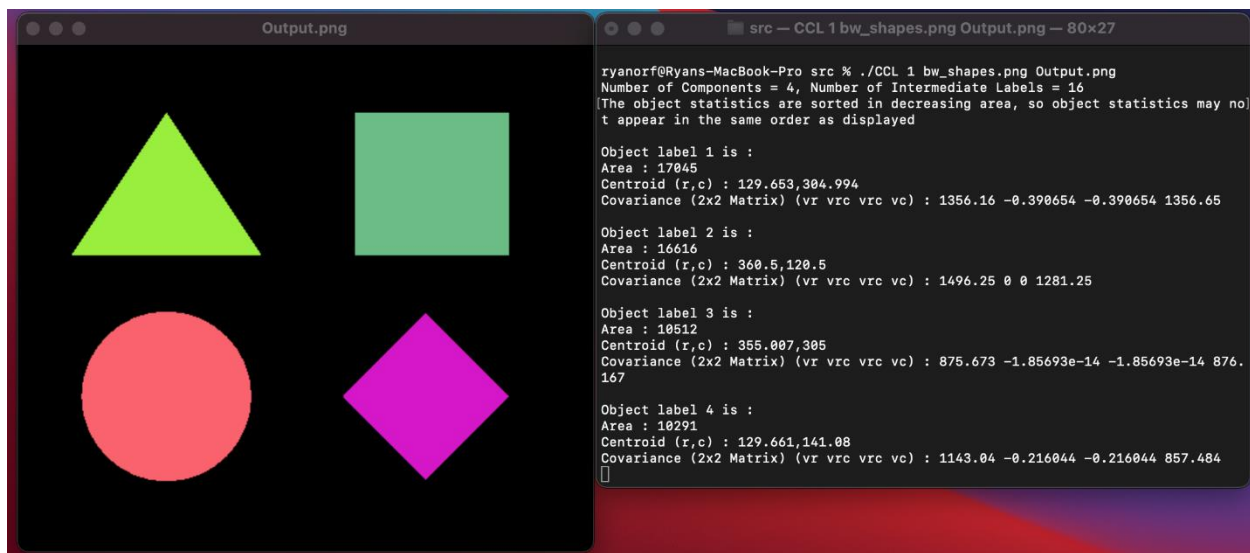 Output.png
src — CCL 1 bw_shapes.png Output.png — 80×27
ryanorf@Ryans-MacBook-Pro src % ./CCL 1 bw_shapes.png Output.png
Number of Components = 4, Number of Intermediate Labels = 16
[The object statistics are sorted in decreasing area, so object statistics may no]
t appear in the same order as displayed
Object label 1 is :
Area : 17045
Centroid (r,c) : 129.653,304.994
Covariance (2x2 Matrix) (vr vrc vrc vc) : 1356.16 -0.390654 -0.390654 1356.65
Object label 2 is :
Area : 16616
Centroid (r,c) : 360.5,120.5
Covariance (2x2 Matrix) (vr vrc vrc vc) : 1496.25 0 0 1281.25
Object label 3 is :
Area : 10512
Centroid (r,c) : 355.007,305
Covariance (2x2 Matrix) (vr vrc vrc vc) : 875.673 -1.85693e-14 -1.85693e-14 876.
167
Object label 4 is :
Area : 10291
Centroid (r,c) : 129.661,141.08
Covariance (2x2 Matrix) (vr vrc vrc vc) : 1143.04 -0.216044 -0.216044 857.484